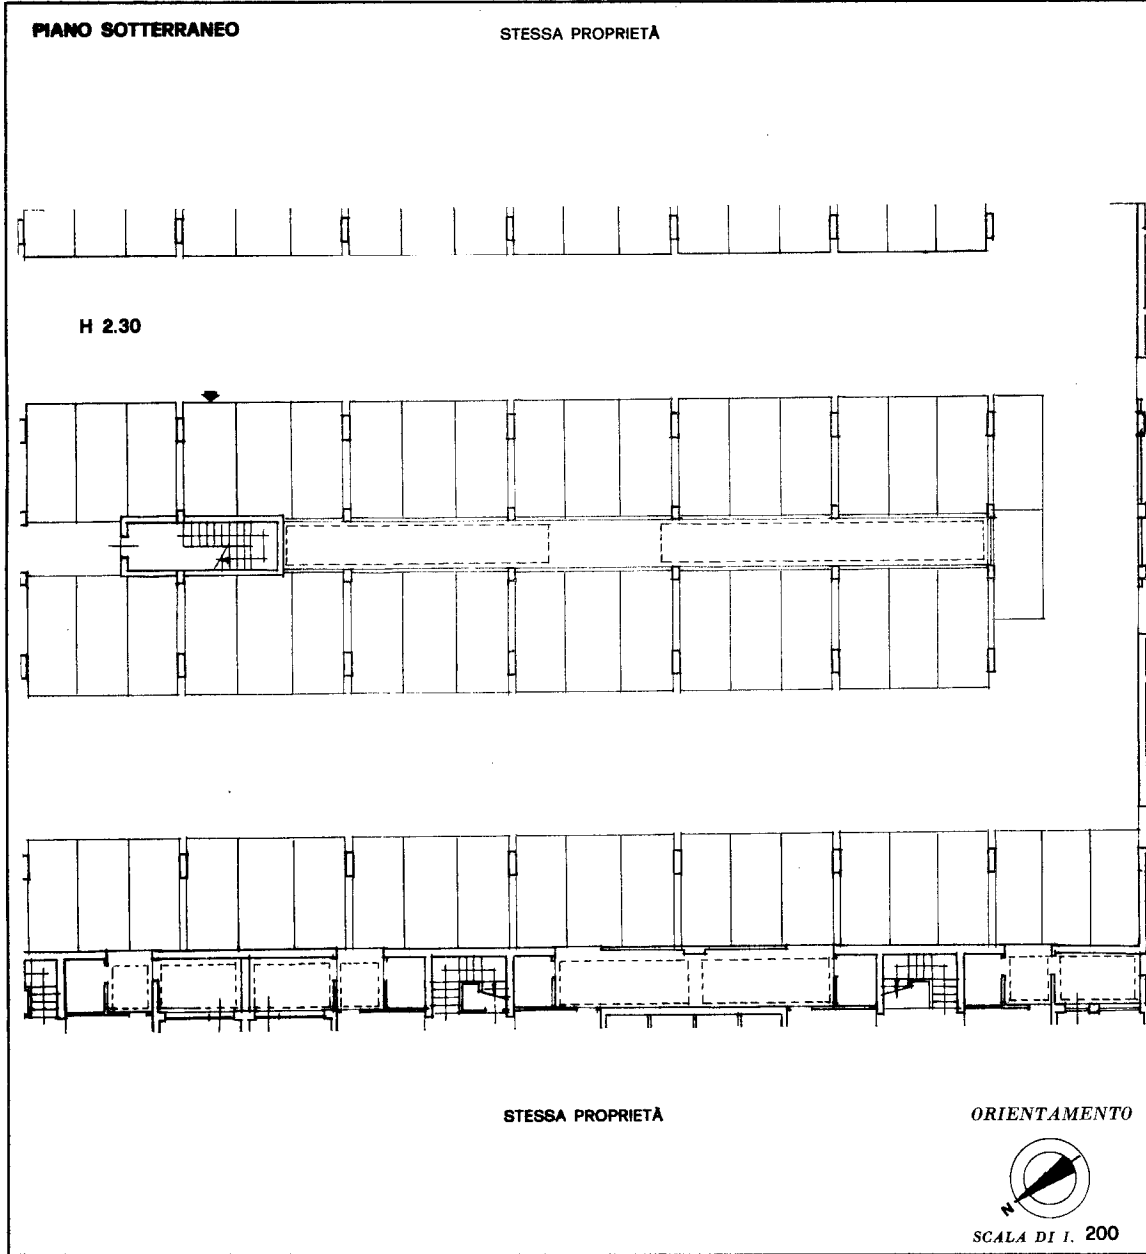 PIANO SOTTERRANEO
STESSA PROPRIETÀ
H 2.30
STESSA PROPRIETÀ
ORIENTAMENTO
N
SCALA DI 1. 200